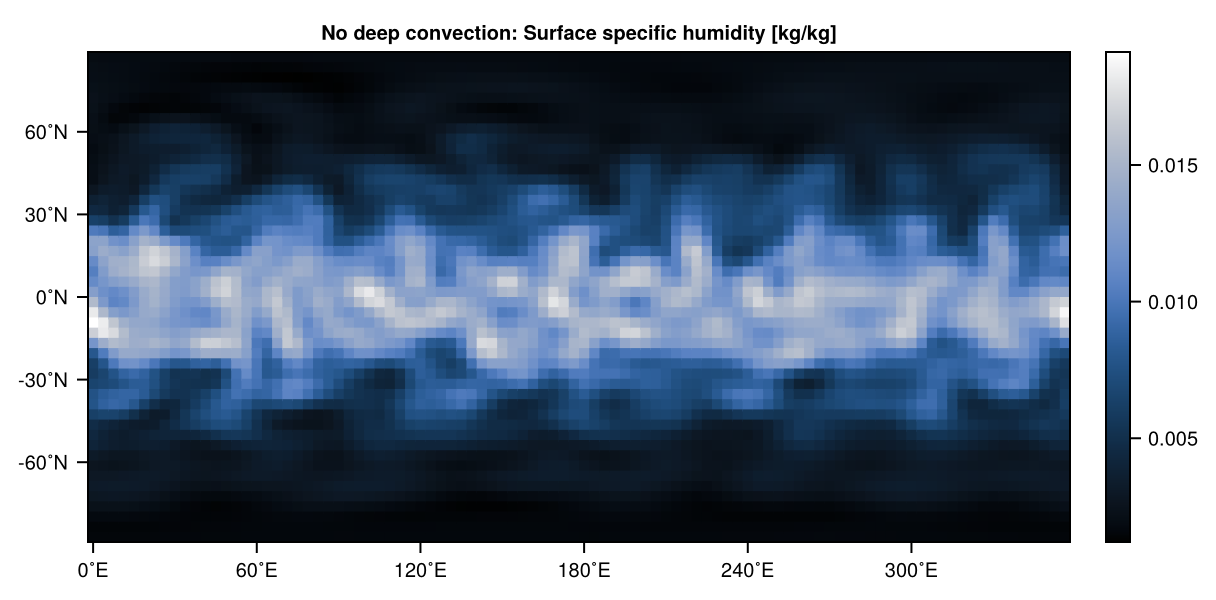 No deep convection: Surface specific humidity [kg/kg]
60˚N
30˚N
0˚N
-30˚N
-60˚N
0˚E
60˚E
120˚E
180˚E
240˚E
300˚E
0.015
0.010
0.005